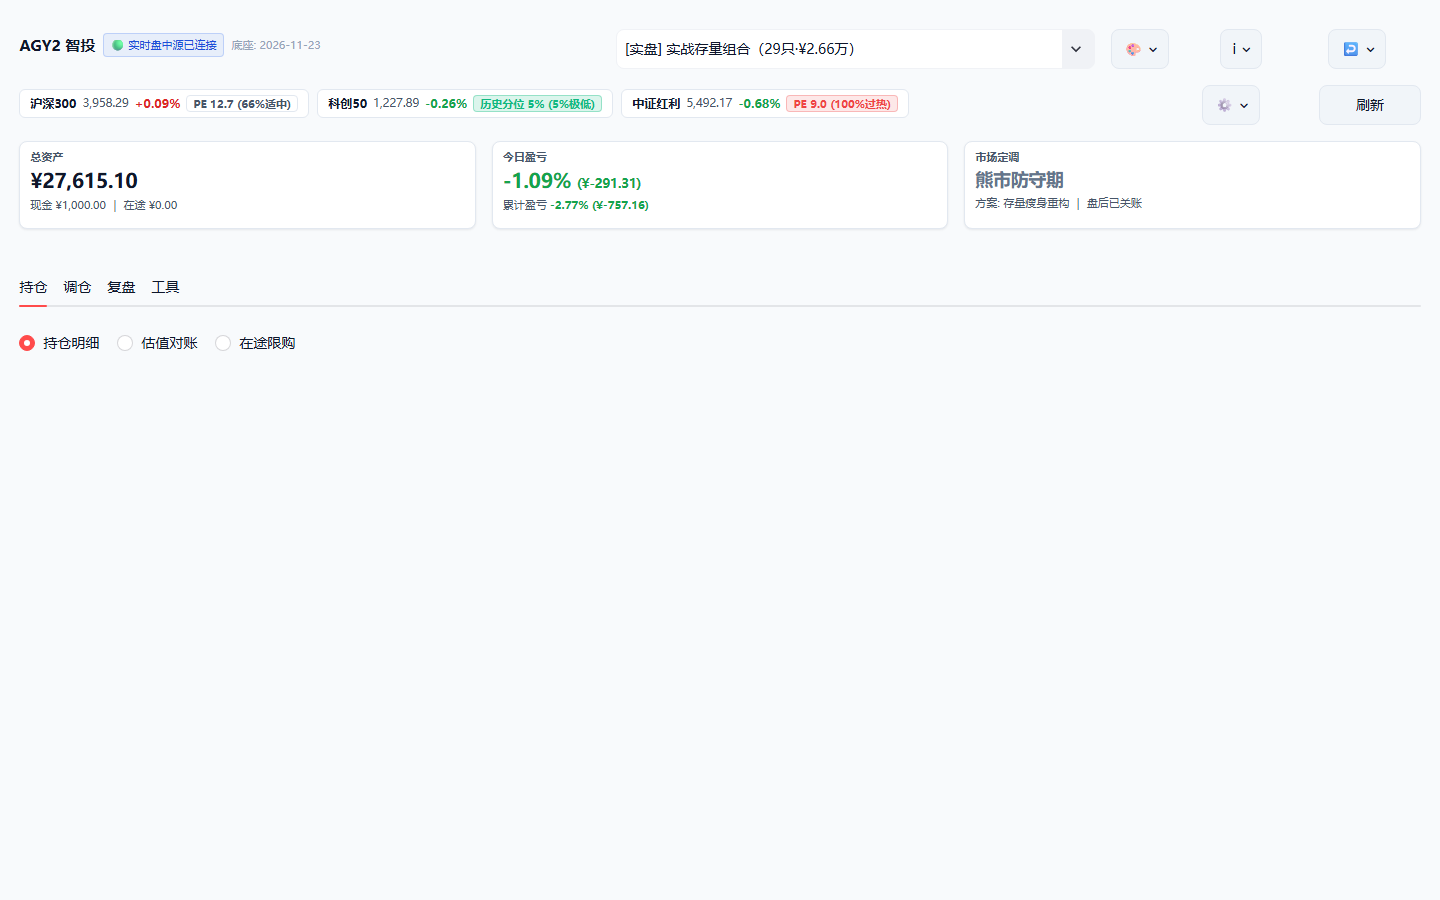 AGY2 智投 实时盘中源已连接 底座: 2026-11-23
[实盘] 实战存量组合（29只·¥2.66万）
i
沪深300 3,958.29 +0.09% PE 12.7 (66%适中)
科创50 1,227.89 -0.26% 历史分位 5% (5%极低)
中证红利 5,492.17 -0.68% PE 9.0 (100%过热)
刷新
总资产
¥27,615.10
现金 ¥1,000.00 | 在途 ¥0.00
今日盈亏
-1.09% (¥-291.31)
累计盈亏 -2.77% (¥-757.16)
市场定调
熊市防守期
方案: 存量瘦身重构 | 盘后已关账
持仓 调仓 复盘 工具
持仓明细 估值对账 在途限购